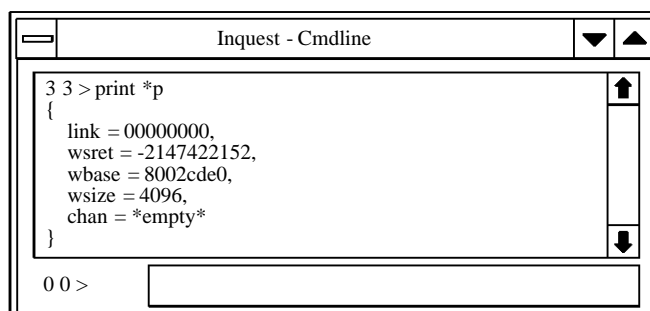 Inquest - Cmdline
3 3 > print *p
{
link = 00000000,
wsret = -2147422152,
wbase = 8002cde0,
wsize = 4096,
chan = *empty*
}
0 0 >